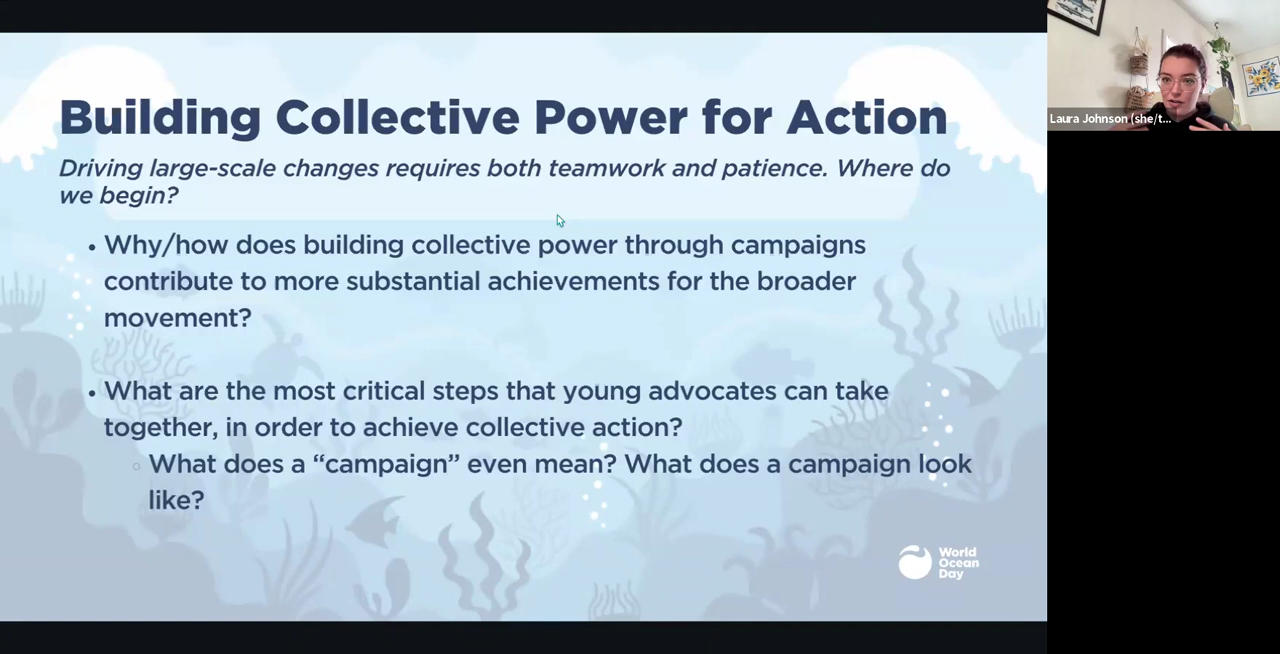 Building Collective Power for Action
Driving large-scale changes requires both teamwork and patience. Where do
we begin?
• Why/how does building collective power through campaigns
contribute to more substantial achievements for the broader
movement?
• What are the most critical steps that young advocates can take
together, in order to achieve collective action?
○ What does a “campaign” even mean? What does a campaign look
like?
World
Ocean
Day
Laura Johnson (she/t...